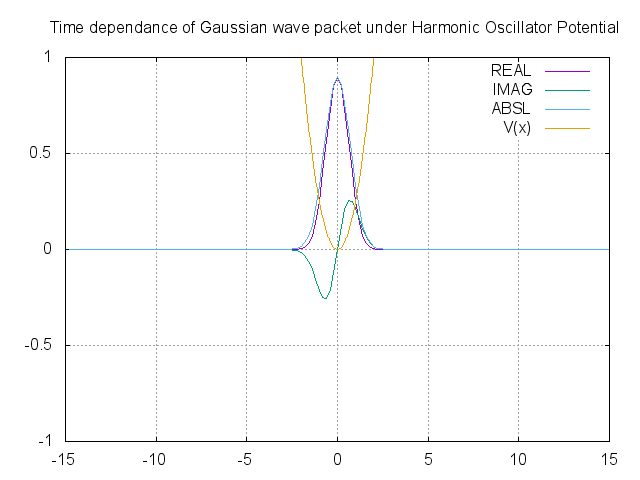 Time dependance of Gaussian wave packet under Harmonic Oscillator Potential
1
REAL
IMAG
ABSL
V(x)
0.5
0
-0.5
-1
-15 -10 -5 0 5 10 15